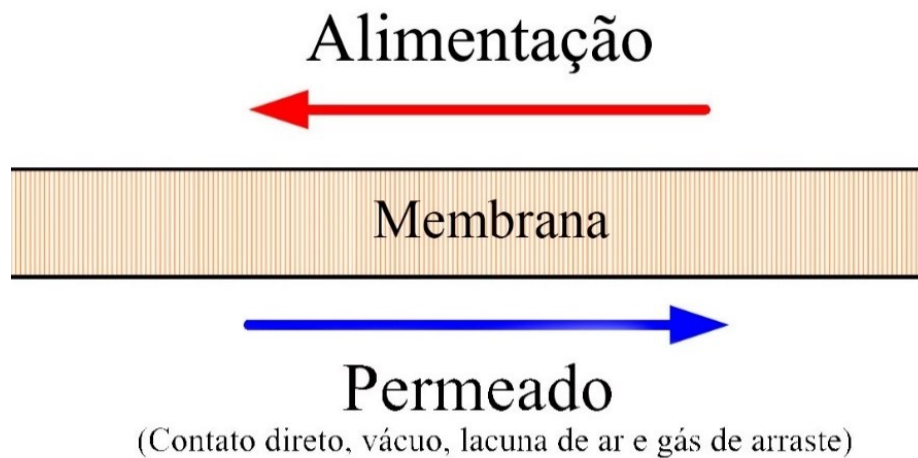 Alimentação
Membrana
Permeado
(Contato direto, vácuo, lacuna de ar e gás de arraste)